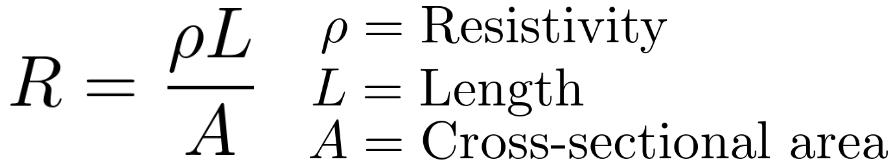 R = ρL / A
ρ = Resistivity
L = Length
A = Cross-sectional area